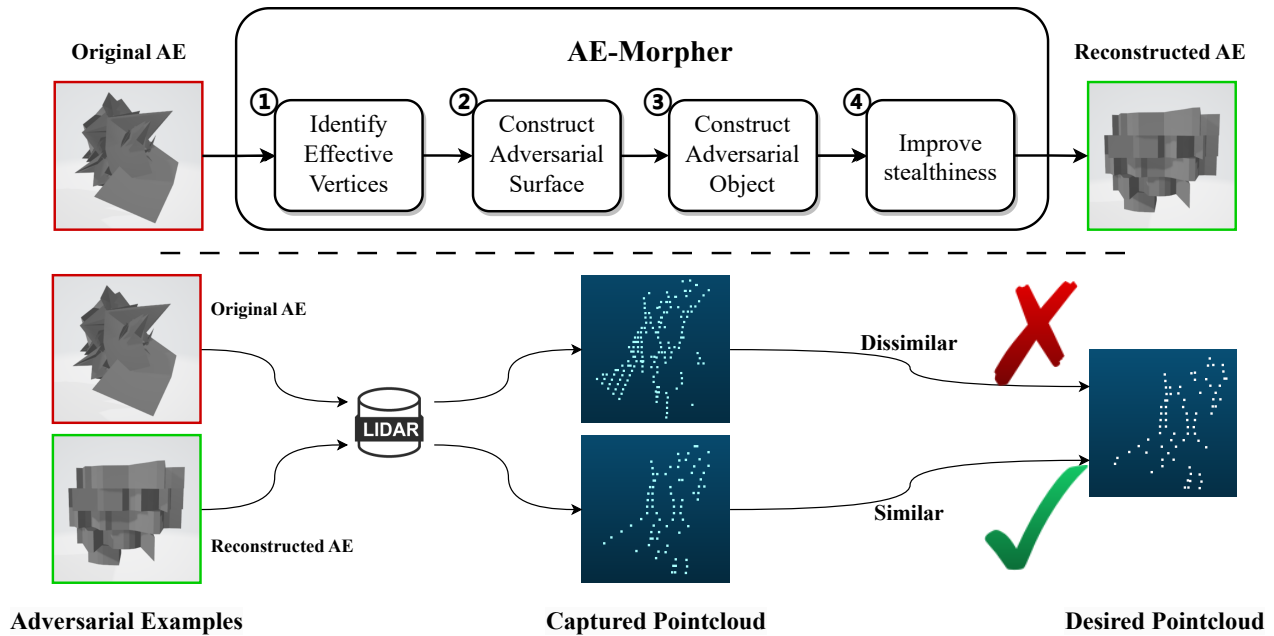 AE-Morpher
Original AE
Reconstructed AE
1
Identify
Effective
Vertices
2
Construct
Adversarial
Surface
3
Construct
Adversarial
Object
4
Improve
stealthiness
Original AE
LIDAR
Dissimilar
Reconstructed AE
Similar
Adversarial Examples
Captured Pointcloud
Desired Pointcloud